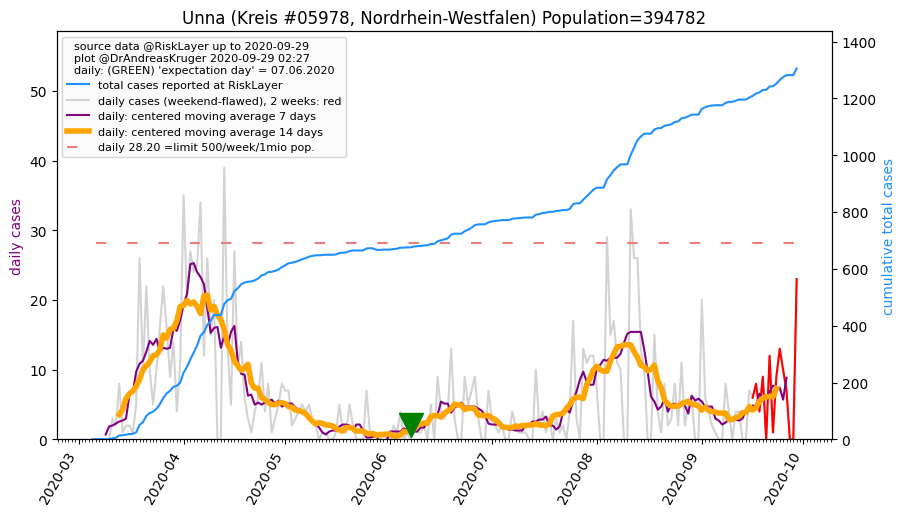 Unna (Kreis #05978, Nordrhein-Westfalen) Population=394782
source data @RiskLayer up to 2020-09-29
plot @DrAndreasKruger 2020-09-29 02:27
daily: (GREEN) 'expectation day' = 07.06.2020
total cases reported at RiskLayer
daily cases (weekend-flawed), 2 weeks: red
daily: centered moving average 7 days
daily: centered moving average 14 days
daily 28.20 =limit 500/week/1mio pop.
daily cases
50
40
30
20
10
0
cumulative total cases
1400
1200
1000
800
600
400
200
0
2020-03
2020-04
2020-05
2020-06
2020-07
2020-08
2020-09
2020-10